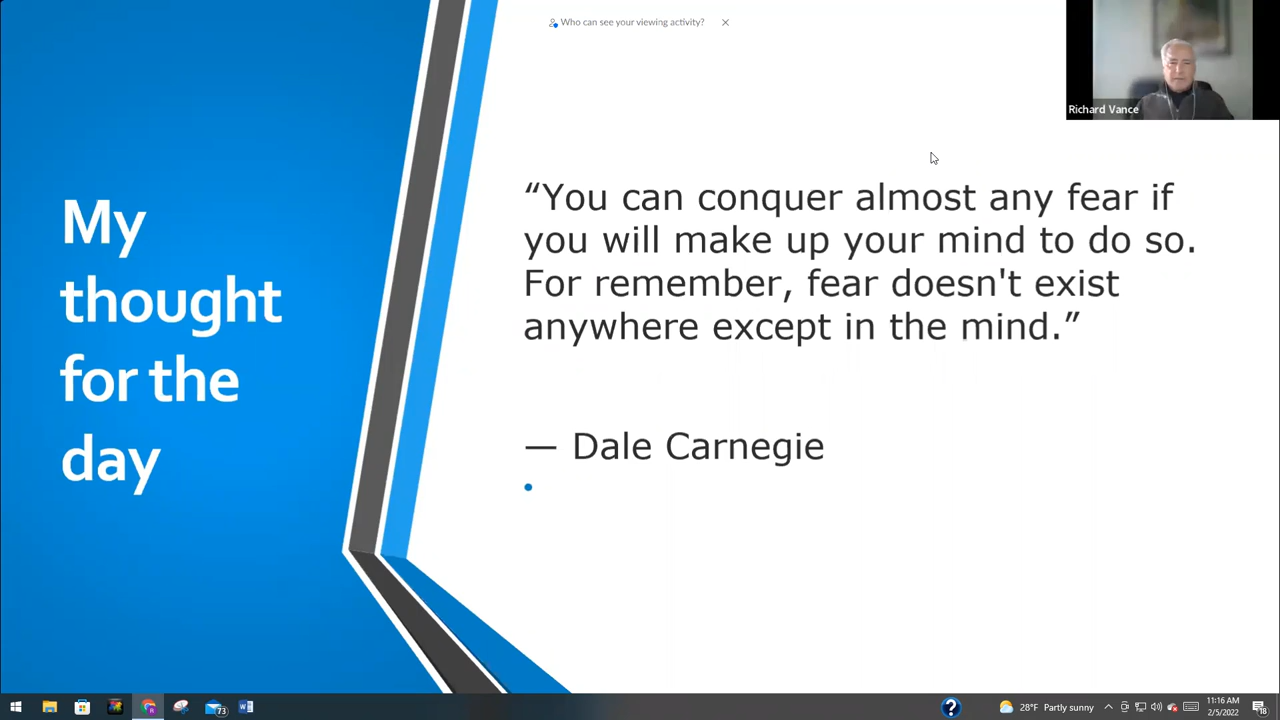 Who can see your viewing activity?
Richard Vance
My
thought
for the
day
“You can conquer almost any fear if
you will make up your mind to do so.
For remember, fear doesn't exist
anywhere except in the mind.”
— Dale Carnegie
73
?
28°F Partly sunny
11:16 AM
2/5/2022
18